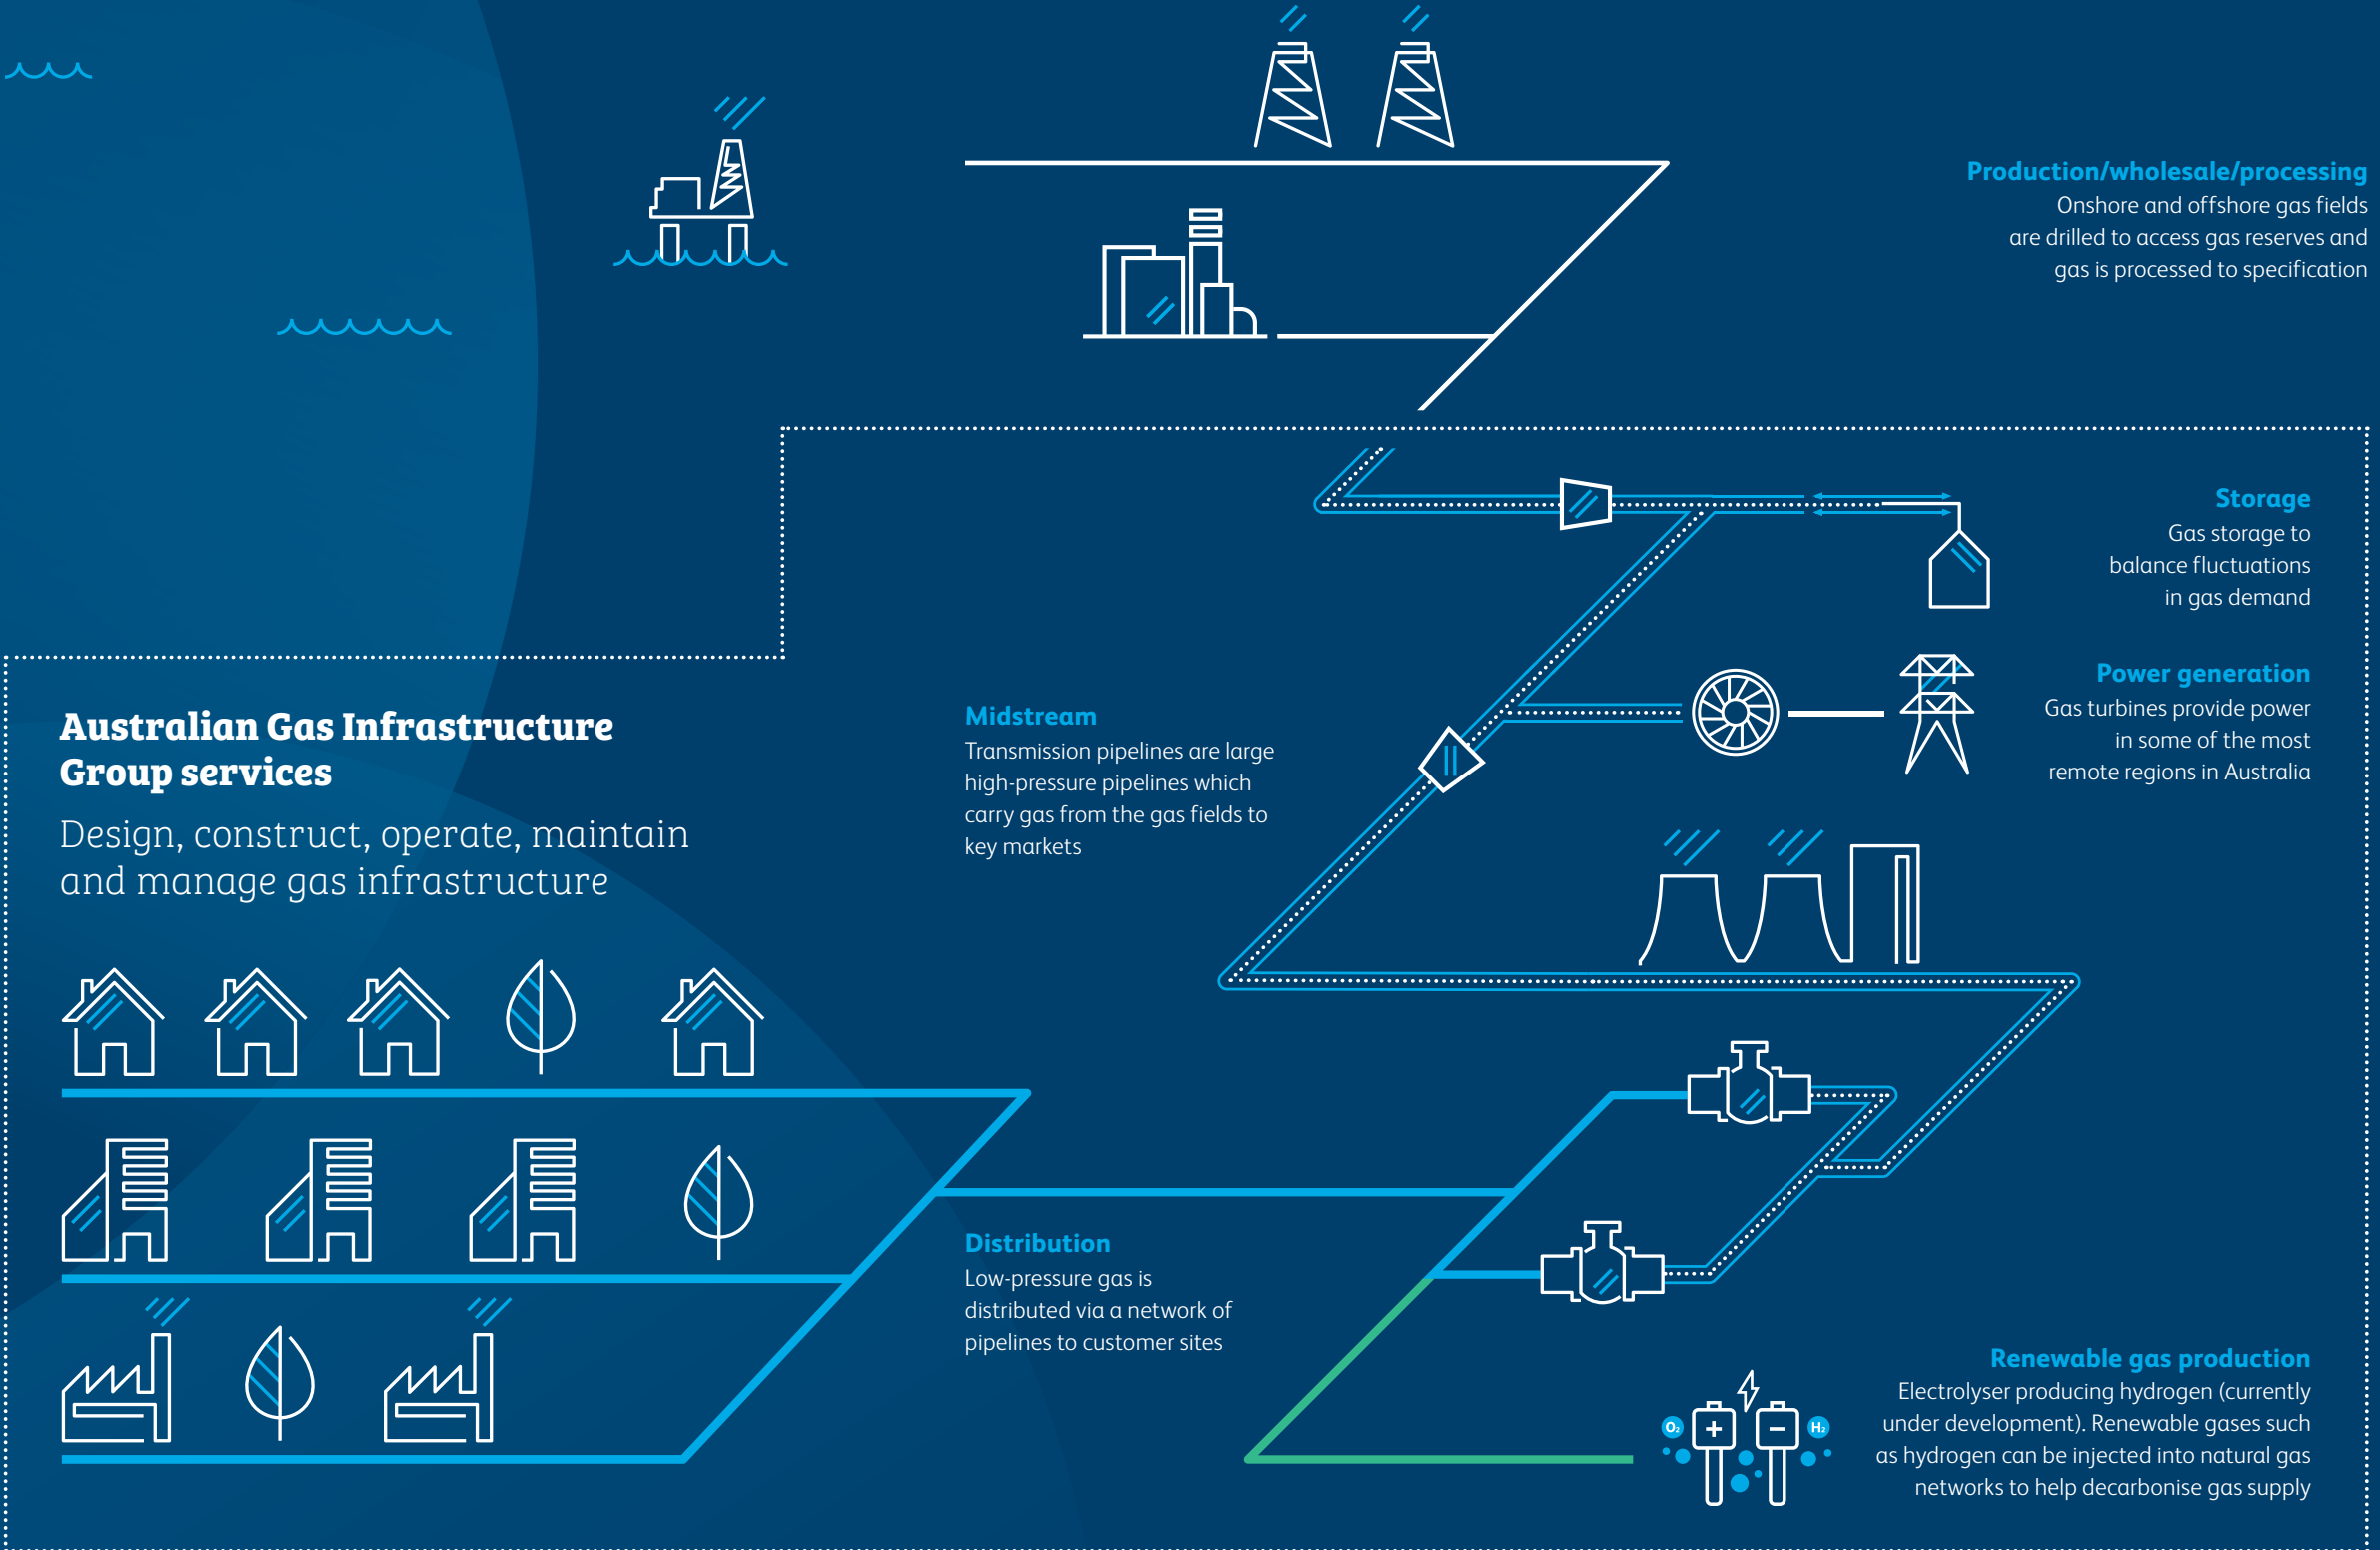 Production/wholesale/processing
Onshore and offshore gas fields
are drilled to access gas reserves and
gas is processed to specification
Storage
Gas storage to
balance fluctuations
in gas demand
Power generation
Gas turbines provide power
in some of the most
remote regions in Australia
Midstream
Transmission pipelines are large
high-pressure pipelines which
carry gas from the gas fields to
key markets
Australian Gas Infrastructure
Group services
Design, construct, operate, maintain
and manage gas infrastructure
Distribution
Low-pressure gas is
distributed via a network of
pipelines to customer sites
Renewable gas production
Electrolyser producing hydrogen (currently
under development). Renewable gases such
as hydrogen can be injected into natural gas
networks to help decarbonise gas supply
O₂
+
−
H₂